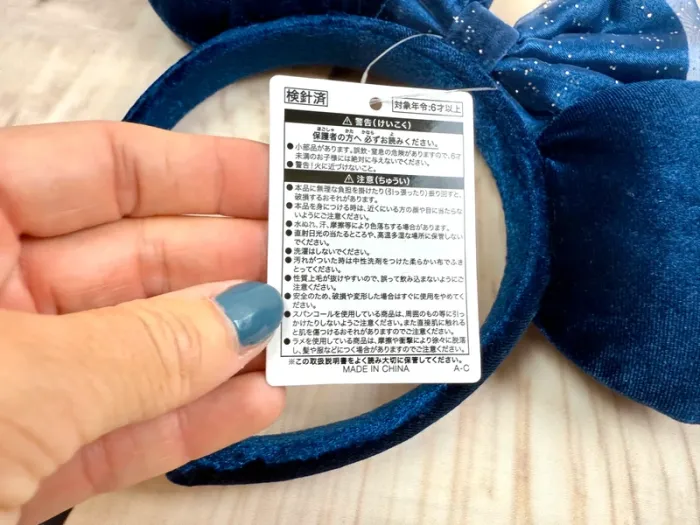 検針済
対象年令:6才以上
⚠警告(けいこく)
ほごしゃ かた かなら よ
保護者の方へ 必ずお読みください。
●小部品があります。誤飲・窒息の危険がありますので、6才
未満のお子様には絶対に与えないでください。
●警告!火に近づけないこと。
⚠注意(ちゅうい)
●本品に無理な負担を掛けたり(引っ張ったり)振り回すと、
破損するおそれがあります。
●本品を身につける時は、近くにいる方の顔や目に当たらな
いようにご注意ください。
●水ぬれ、汗、摩擦等により色落ちする場合があります。
●直射日光の当たるところや、高温多湿な場所に保管しない
でください。
●洗濯はしないでください。
●汚れがついた時は中性洗剤をつけた柔らかい布でふき
とってください。
●性質上毛が抜けやすいので、誤って飲み込まないようにご
注意ください。
●安全のため、破損や変形した場合はすぐに使用をやめてく
ださい。
●スパンコールを使用している商品は、周囲のもの等に引っ
かけたりしないようご注意ください。また直接肌に触れると
と肌を傷つけるおそれがありますのでご注意ください。
●ラメを使用している商品は、摩擦や衝撃により徐々に脱落
し、髪や服などにつく場合がありますのでご注意ください。
※この取扱説明書をよく読み大切に保管してください。
MADE IN CHINA
A-C